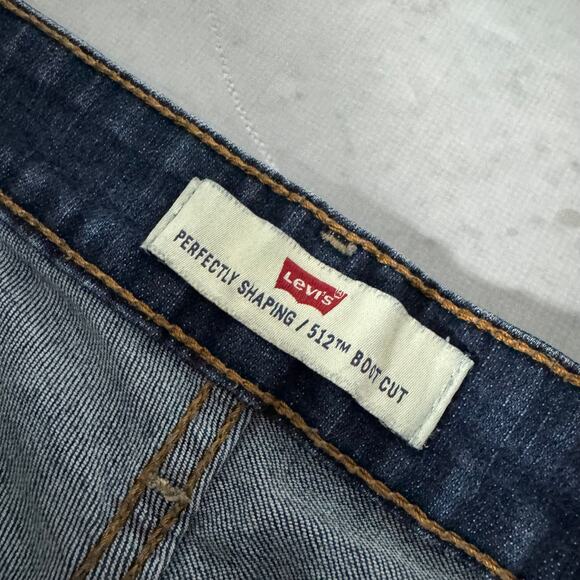 Levi's®
PERFECTLY SHAPING / 512™ BOOT CUT